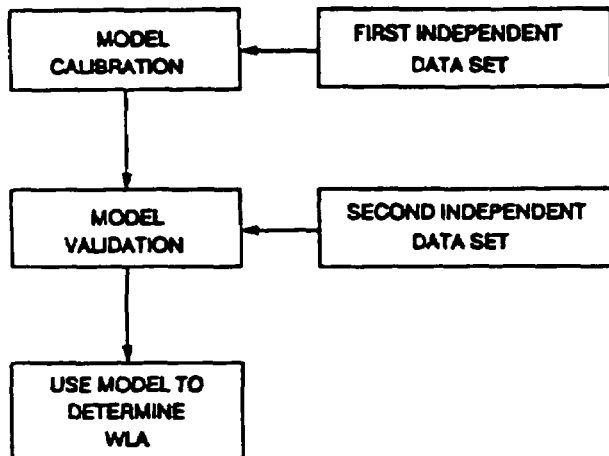 MODEL
CALIBRATION
FIRST INDEPENDENT
DATA SET
MODEL
VALIDATION
SECOND INDEPENDENT
DATA SET
USE MODEL TO
DETERMINE
WLA